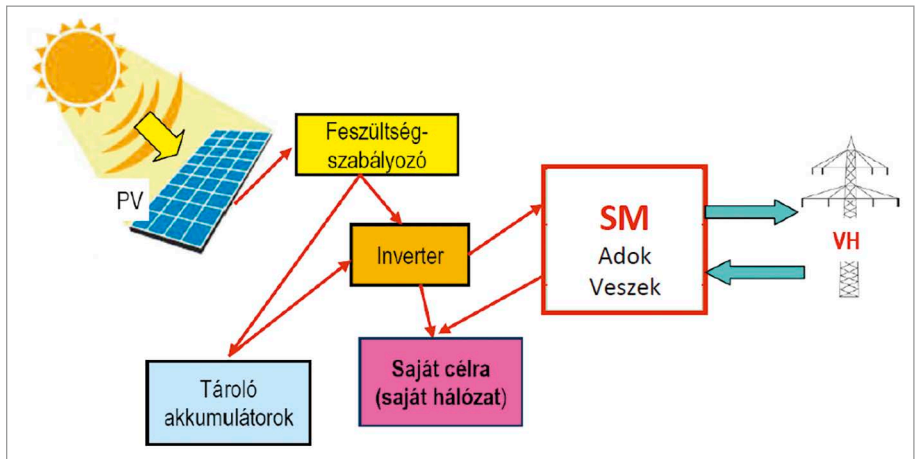 PV
Feszültség-
szabályozó
Inverter
SM
Adok
Veszek
VH
Tároló
akkumulátorok
Saját célra
(saját hálózat)